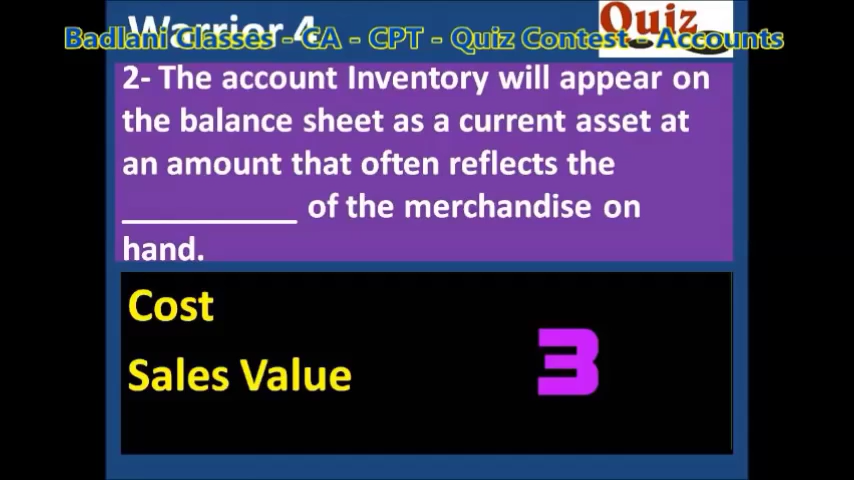 Warrior 4
Quiz
Badlani Classes - CA - CPT - Quiz Contest - Accounts
2- The account Inventory will appear on
the balance sheet as a current asset at
an amount that often reflects the
__________ of the merchandise on
hand.
Cost
Sales Value
3